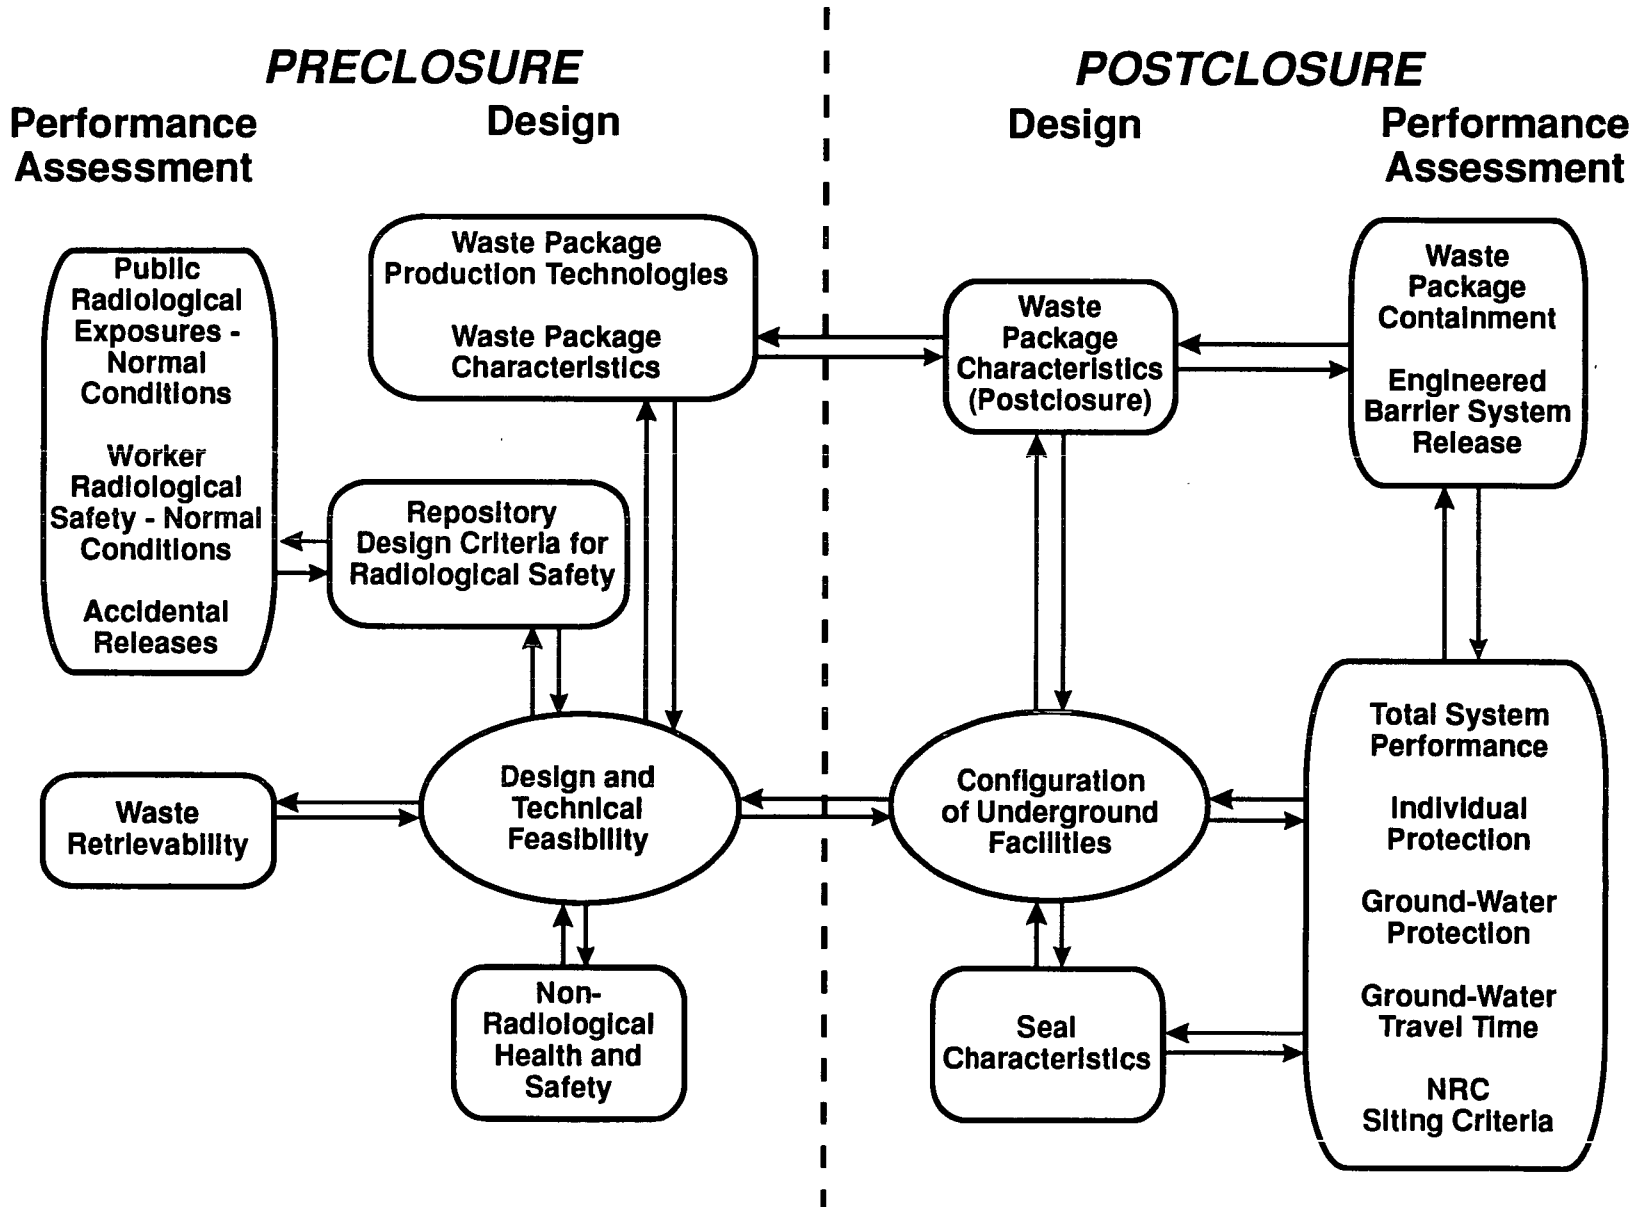 PRECLOSURE
POSTCLOSURE
Performance
Assessment
Design
Design
Performance
Assessment
Public
Radiological
Exposures -
Normal
Conditions
Worker
Radiological
Safety - Normal
Conditions
Accidental
Releases
Waste Package
Production Technologies
Waste Package
Characteristics
Repository
Design Criteria for
Radiological Safety
Waste
Retrievability
Design and
Technical
Feasibility
Non-
Radiological
Health and
Safety
Waste
Package
Characteristics
(Postclosure)
Configuration
of Underground
Facilities
Seal
Characteristics
Waste
Package
Containment
Engineered
Barrier System
Release
Total System
Performance
Individual
Protection
Ground-Water
Protection
Ground-Water
Travel Time
NRC
Siting Criteria